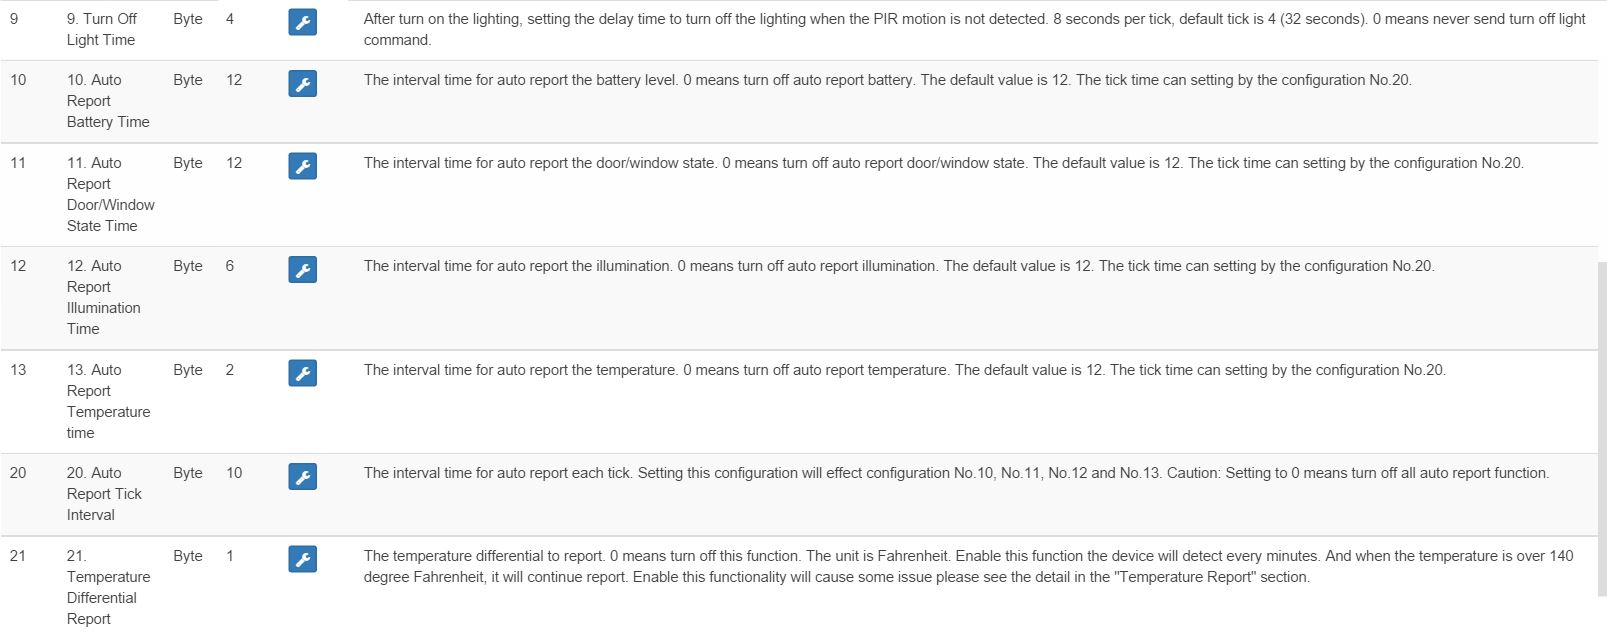 9 9. Turn Off Byte 4 After turn on the lighting, setting the delay time to turn off the lighting when the PIR motion is not detected. 8 seconds per tick, default tick is 4 (32 seconds). 0 means never send turn off light
Light Time command.
10 10. Auto Byte 12 The interval time for auto report the battery level. 0 means turn off auto report battery. The default value is 12. The tick time can setting by the configuration No.20.
Report
Battery Time
11 11. Auto Byte 12 The interval time for auto report the door/window state. 0 means turn off auto report door/window state. The default value is 12. The tick time can setting by the configuration No.20.
Report
Door/Window
State Time
12 12. Auto Byte 6 The interval time for auto report the illumination. 0 means turn off auto report illumination. The default value is 12. The tick time can setting by the configuration No.20.
Report
Illumination
Time
13 13. Auto Byte 2 The interval time for auto report the temperature. 0 means turn off auto report temperature. The default value is 12. The tick time can setting by the configuration No.20.
Report
Temperature
time
20 20. Auto Byte 10 The interval time for auto report each tick. Setting this configuration will effect configuration No.10, No.11, No.12 and No.13. Caution: Setting to 0 means turn off all auto report function.
Report Tick
Interval
21 21. Byte 1 The temperature differential to report. 0 means turn off this function. The unit is Fahrenheit. Enable this function the device will detect every minutes. And when the temperature is over 140
Temperature degree Fahrenheit, it will continue report. Enable this functionality will cause some issue please see the detail in the "Temperature Report" section.
Differential
Report